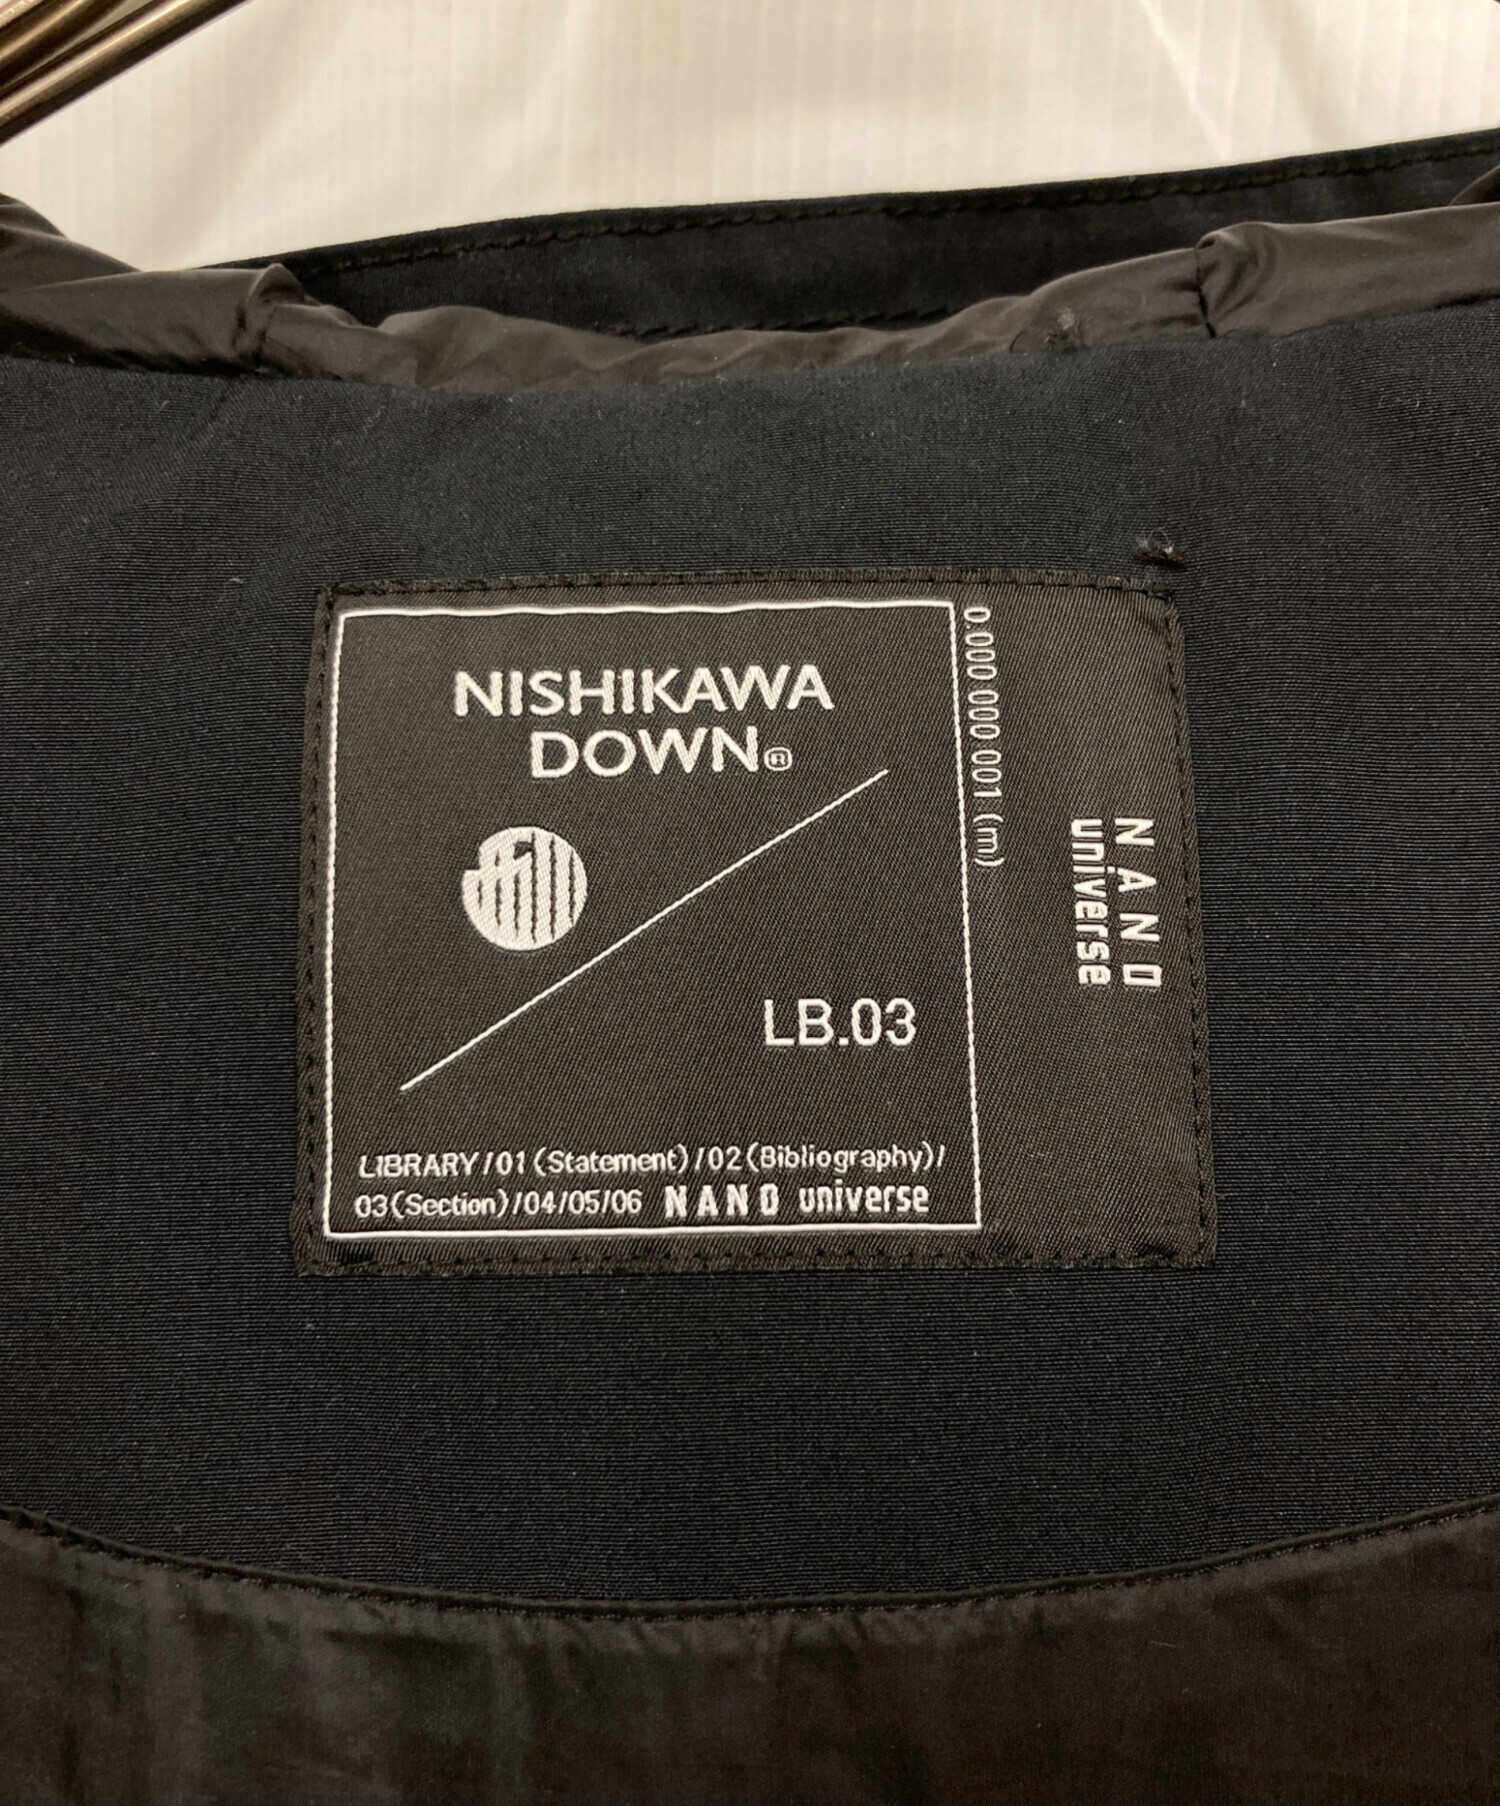 NISHIKAWA
DOWN®
LB.03
LIBRARY/01(Statement)/02(Bibliography)/
03(Section)/04/05/06 NANO universe
0.000 000 001 (m)
NANO
universe